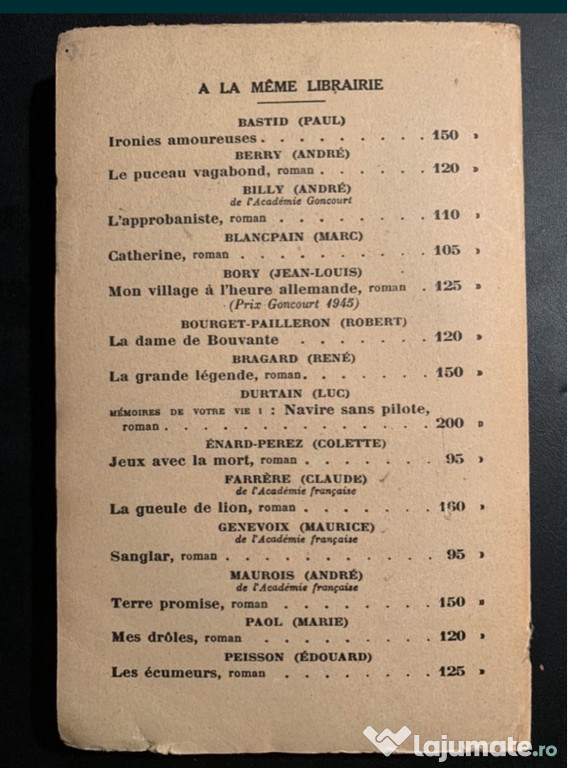 A LA MÊME LIBRAIRIE
BASTID (PAUL)
Ironies amoureuses . . . . . . . . . 150 »
BERRY (ANDRÉ)
Le puceau vagabond, roman . . . . . . . 120 »
BILLY (ANDRÉ)
de l'Académie Goncourt
L'approbaniste, roman . . . . . . . . 110 »
BLANCPAIN (MARC)
Catherine, roman . . . . . . . . . . 105 »
BORY (JEAN-LOUIS)
Mon village à l'heure allemande, roman . 125 »
(Prix Goncourt 1945)
BOURGET-PAILLERON (ROBERT)
La dame de Bouvante . . . . . . . . 120 »
BRAGARD (RENÉ)
La grande légende, roman. . . . . . . 150 »
DURTAIN (LUC)
MÉMOIRES DE VOTRE VIE I : Navire sans pilote,
roman . . . . . . . . . . . . . . 200 »
ÉNARD-PEREZ (COLETTE)
Jeux avec la mort, roman . . . . . . . 95 »
FARRÈRE (CLAUDE)
de l'Académie française
La gueule de lion, roman . . . . . . . 160 »
GENEVOIX (MAURICE)
de l'Académie française
Sanglar, roman . . . . . . . . . . . 95 »
MAUROIS (ANDRÉ)
de l'Académie française
Terre promise, roman . . . . . . . . 150 »
PAOL (MARIE)
Mes drôles, roman . . . . . . . . . 120 »
PEISSON (ÉDOUARD)
Les écumeurs, roman . . . . . . . . 125 »
Lajumate.ro